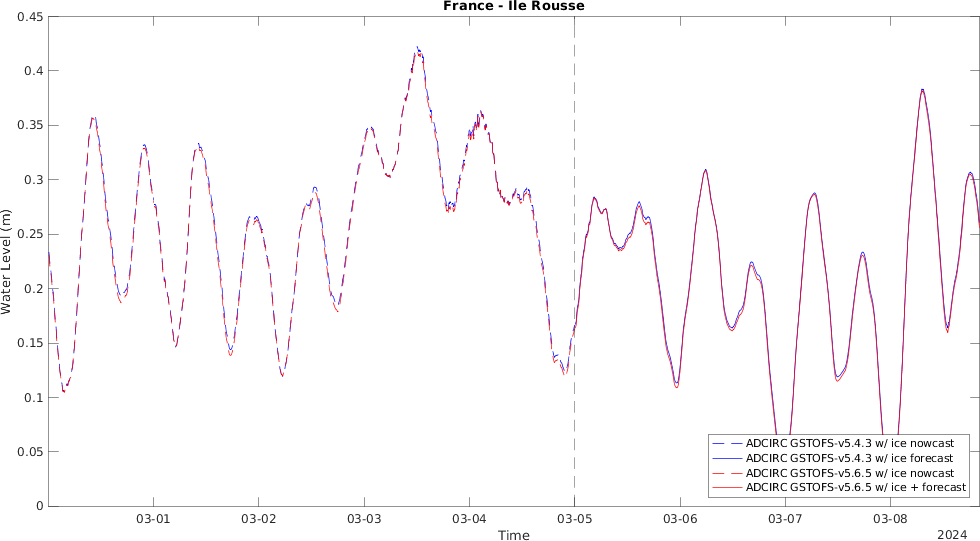 France - Ile Rousse
0.45
0.4
0.35
0.3
0.25
0.2
0.15
0.1
0.05
0
Water Level (m)
ADCIRC GSTOFS-v5.4.3 w/ ice nowcast
ADCIRC GSTOFS-v5.4.3 w/ ice forecast
ADCIRC GSTOFS-v5.6.5 w/ ice nowcast
ADCIRC GSTOFS-v5.6.5 w/ ice + forecast
03-01 03-02 03-03 03-04 03-05 03-06 03-07 03-08
Time
2024